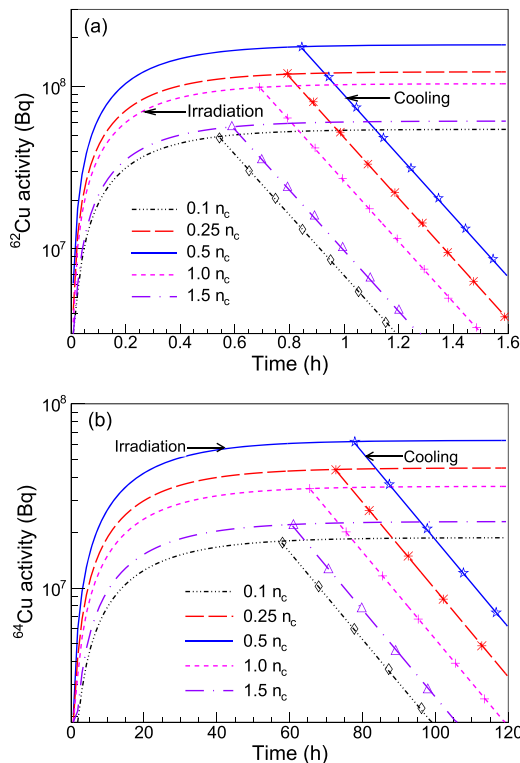 (a)
⁶²Cu activity (Bq)
10⁸
10⁷
Irradiation
Cooling
0.1 n_c
0.25 n_c
0.5 n_c
1.0 n_c
1.5 n_c
0 0.2 0.4 0.6 0.8 1 1.2 1.4 1.6
Time (h)
(b)
⁶⁴Cu activity (Bq)
10⁸
10⁷
Irradiation
Cooling
0.1 n_c
0.25 n_c
0.5 n_c
1.0 n_c
1.5 n_c
0 20 40 60 80 100 120
Time (h)